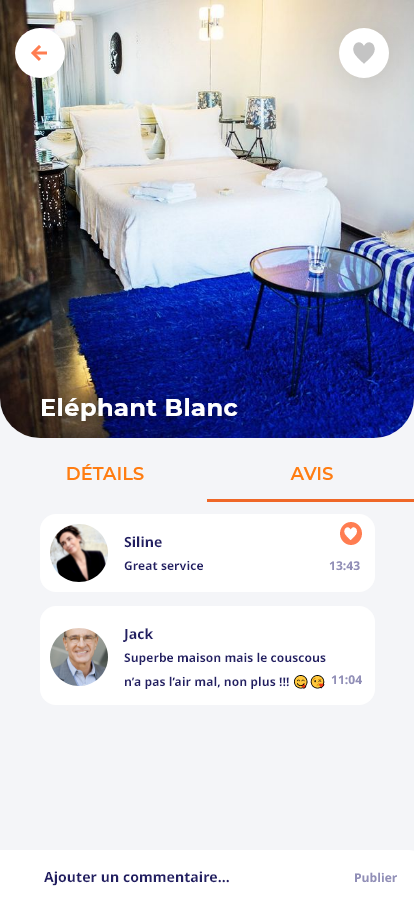 Eléphant Blanc
DÉTAILS
AVIS
Siline
Great service
13:43
Jack
Superbe maison mais le couscous
n’a pas l’air mal, non plus !!! 😋😘
11:04
Ajouter un commentaire...
Publier